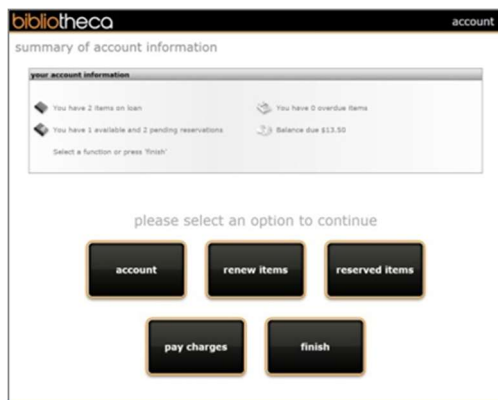 bibliotheca
account
summary of account information
your account information
You have 2 items on loan
You have 0 overdue items
You have 1 available and 2 pending reservations
Balance due $13.50
Select a function or press 'finish'
please select an option to continue
account
renew items
reserved items
pay charges
finish